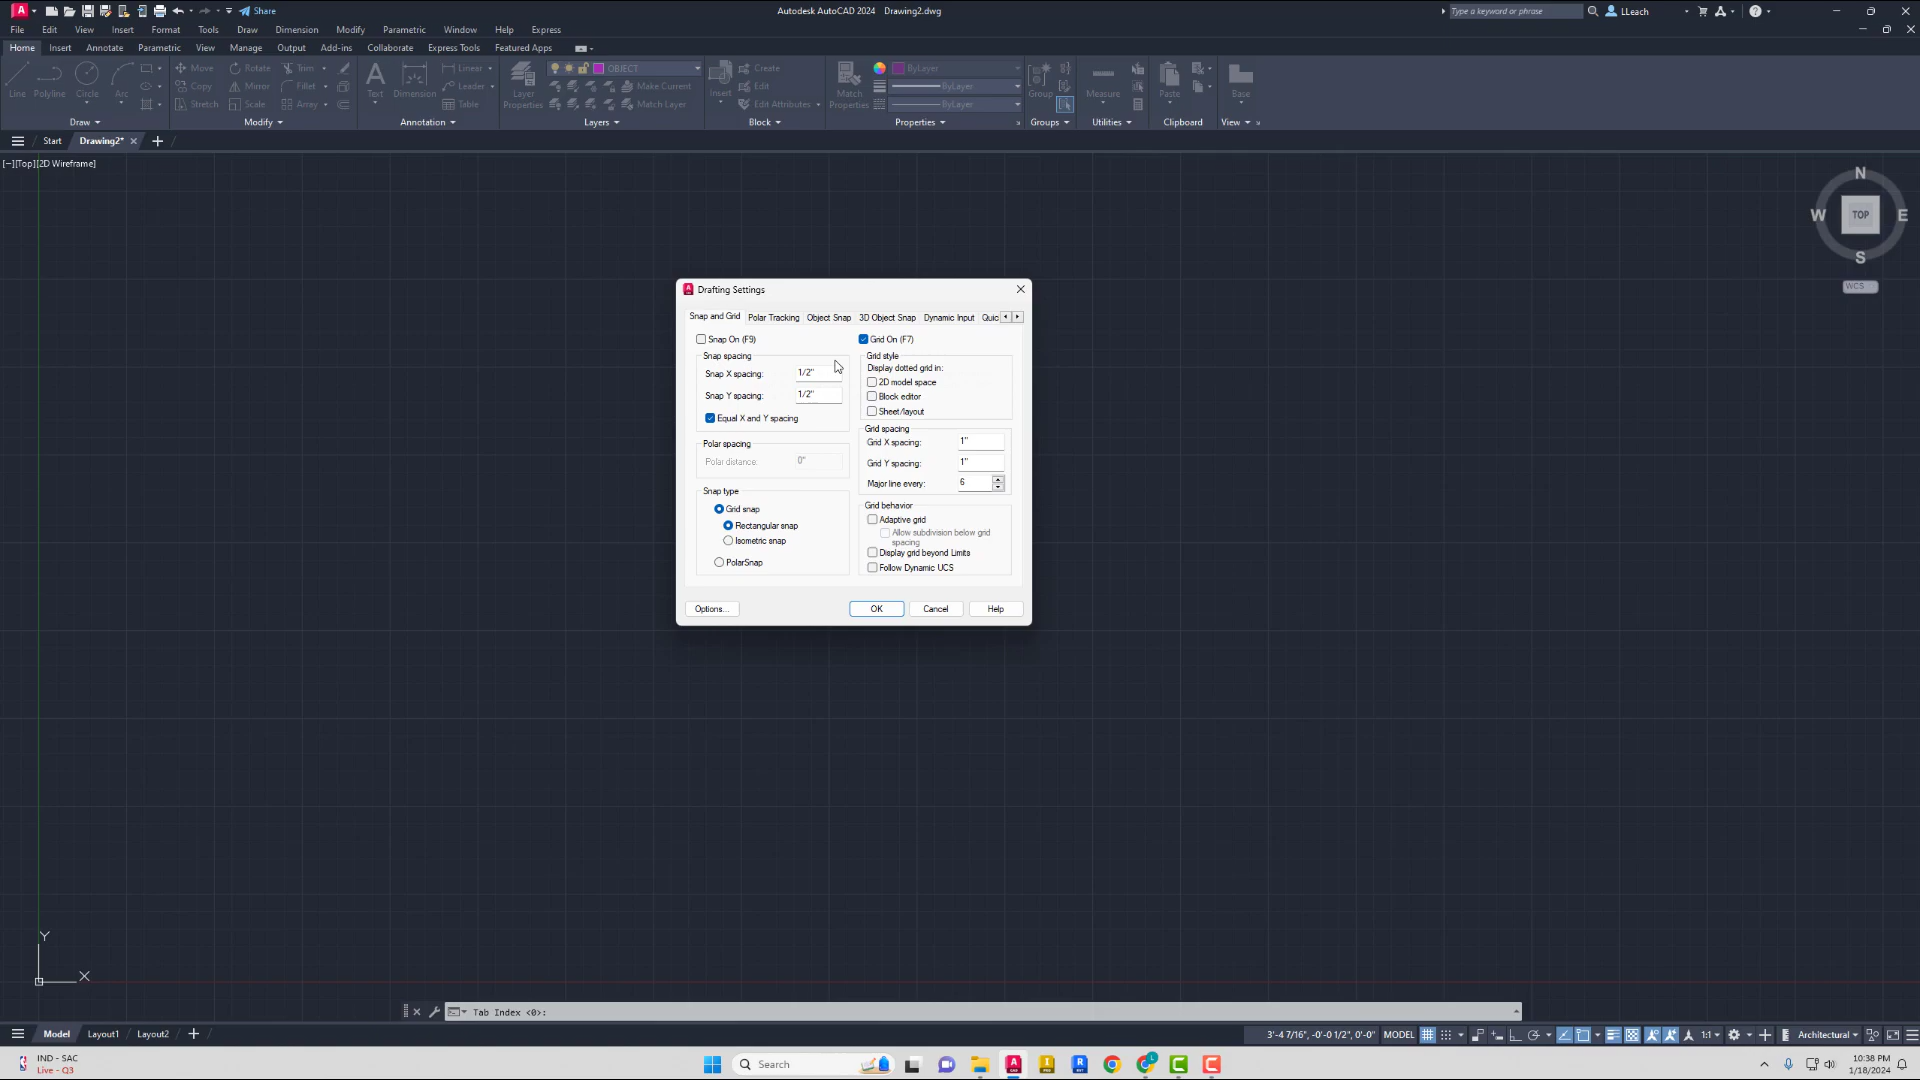 Share
Autodesk AutoCAD 2024 Drawing2.dwg
Type a keyword or phrase
LLeach
File Edit View Insert Format Tools Draw Dimension Modify Parametric Window Help Express
Home Insert Annotate Parametric View Manage Output Add-ins Collaborate Express Tools Featured Apps
Line Polyline Circle Arc
Move Rotate Trim
Copy Mirror Fillet
Stretch Scale Array
Text Dimension
Linear
Leader
Table
Layer Properties
OBJECT
Make Current
Match Layer
Insert
Create
Edit
Edit Attributes
Match Properties
ByLayer
ByLayer
ByLayer
Group
Measure
Paste
Base
Draw Modify Annotation Layers Block Properties Groups Utilities Clipboard View
Start Drawing2*
[−][Top][2D Wireframe]
N
W TOP E
S
WCS
Drafting Settings
Snap and Grid Polar Tracking Object Snap 3D Object Snap Dynamic Input Quic
Snap On (F9)
Snap spacing
Snap X spacing: 1/2"
Snap Y spacing: 1/2"
Equal X and Y spacing
Polar spacing
Polar distance: 0"
Snap type
Grid snap
Rectangular snap
Isometric snap
PolarSnap
Grid On (F7)
Grid style
Display dotted grid in:
2D model space
Block editor
Sheet/layout
Grid spacing
Grid X spacing: 1"
Grid Y spacing: 1"
Major line every: 6
Grid behavior
Adaptive grid
Allow subdivision below grid
spacing
Display grid beyond Limits
Follow Dynamic UCS
Options... OK Cancel Help
Y
X
Tab Index <0>:
Model Layout1 Layout2
3'-4 7/16", -0'-0 1/2", 0'-0" MODEL 1:1 Architectural
IND - SAC
Live - Q3
Search
10:38 PM
1/18/2024